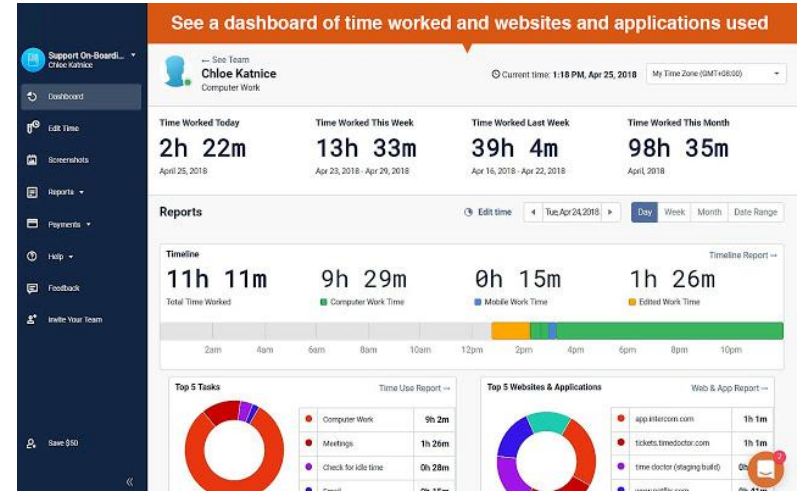 See a dashboard of time worked and websites and applications used
Support On-Boardi...
Chloe Katnice
Dashboard
Edit Time
Screenshots
Reports
Payments
Help
Feedback
Invite Your Team
Save $50
← See Team
Chloe Katnice
Computer Work
Current time: 1:18 PM, Apr 25, 2018
My Time Zone (GMT+08:00)
Time Worked Today
2h 22m
April 25, 2018
Time Worked This Week
13h 33m
Apr 23, 2018 - Apr 29, 2018
Time Worked Last Week
39h 4m
Apr 16, 2018 - Apr 22, 2018
Time Worked This Month
98h 35m
April, 2018
Reports
Edit time
Tue, Apr 24, 2018
Day Week Month Date Range
Timeline
Timeline Report →
11h 11m
Total Time Worked
9h 29m
Computer Work Time
0h 15m
Mobile Work Time
1h 26m
Edited Work Time
2am 4am 6am 8am 10am 12pm 2pm 4pm 6pm 8pm 10pm
Top 5 Tasks
Time Use Report →
Computer Work 9h 2m
Meetings 1h 26m
Check for idle time 0h 28m
Email 0h 15m
Top 5 Websites & Applications
Web & App Report →
app.intercom.com 1h 1m
tickets.timedoctor.com 1h 1m
time doctor (staging build)
www.netflix.com 0h 41m
2